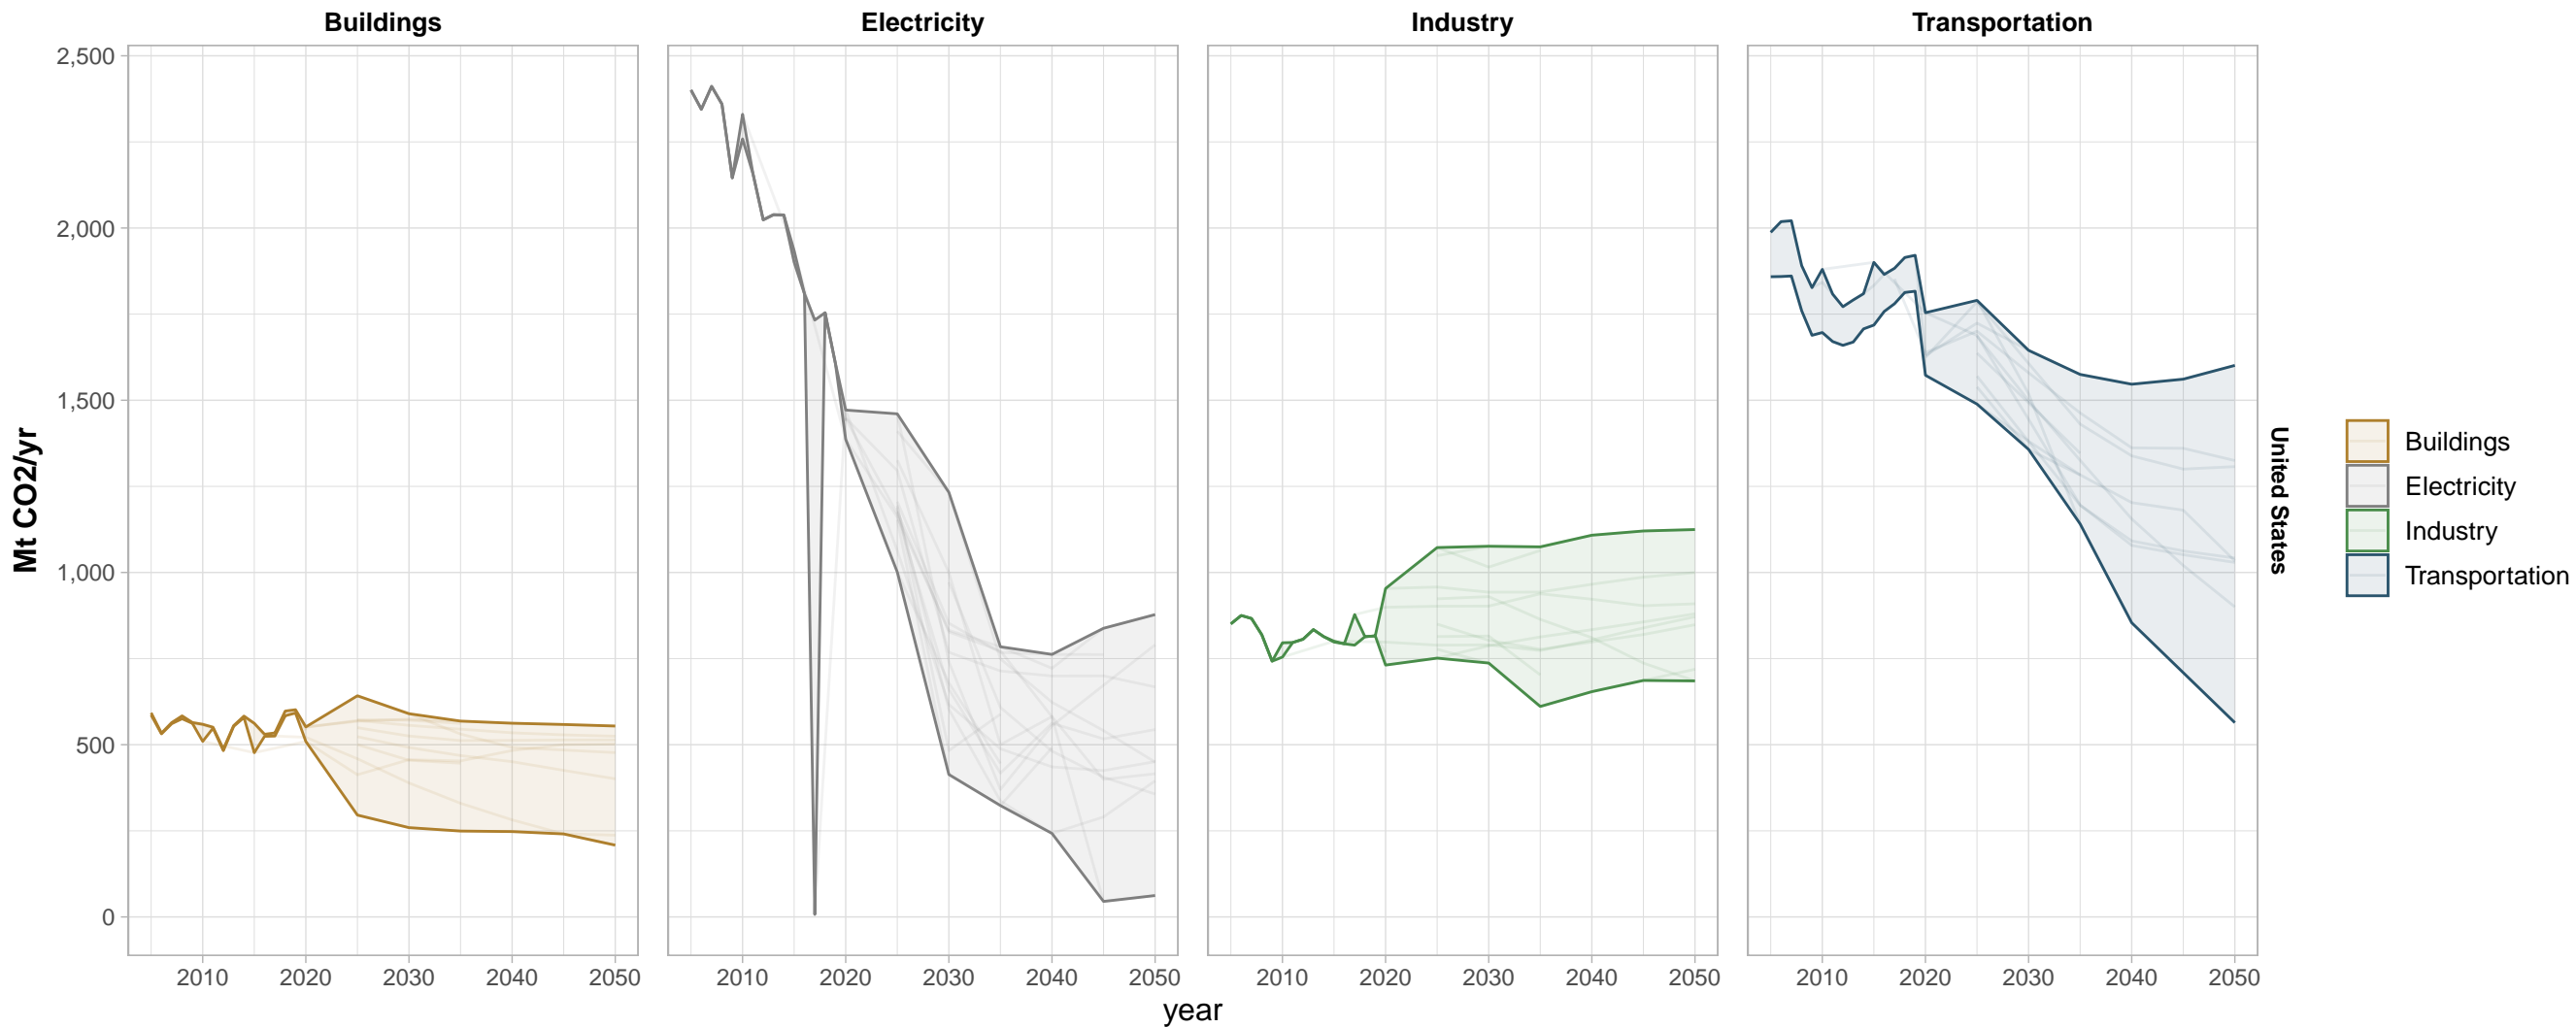 Buildings Electricity Industry Transportation
2,500
2,000
1,500
1,000
500
0
Mt CO2/yr
2010 2020 2030 2040 2050 2010 2020 2030 2040 2050 2010 2020 2030 2040 2050 2010 2020 2030 2040 2050
year
United States
Buildings
Electricity
Industry
Transportation